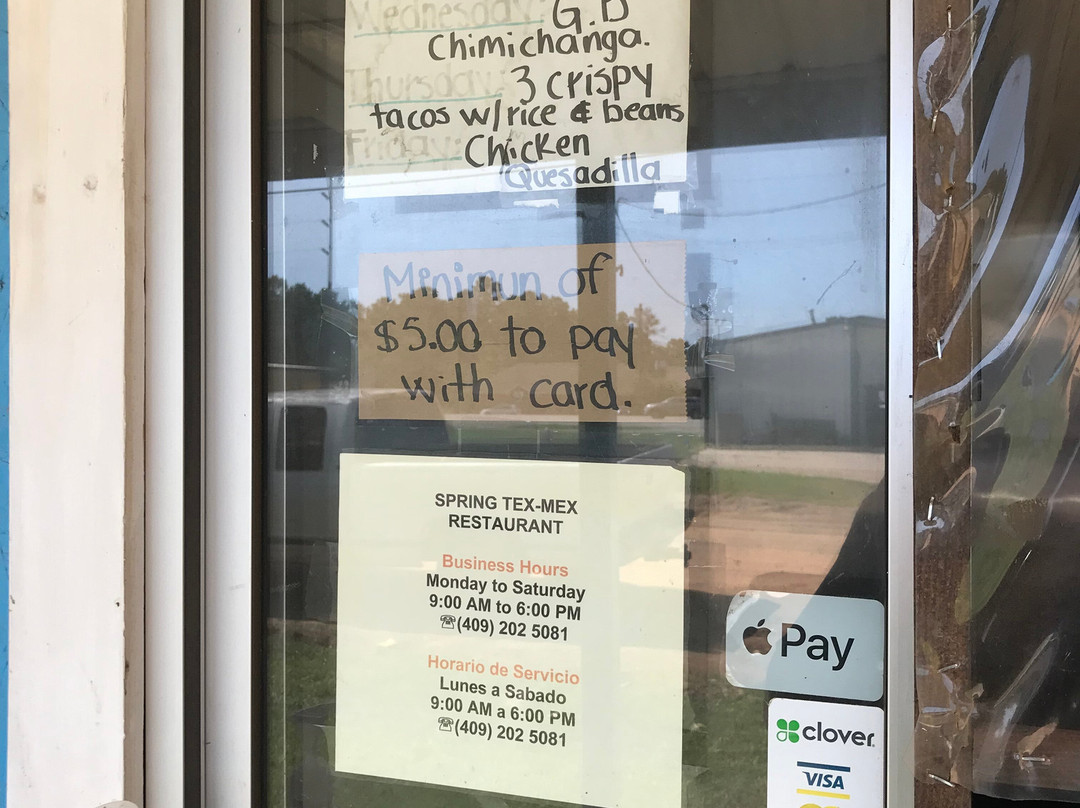 Wednesday: G.B
Chimichanga.
Thursday: 3 crispy
tacos w/rice & beans
Friday: Chicken
Quesadilla
Minimun of
$5.00 to pay
with card.
SPRING TEX-MEX
RESTAURANT
Business Hours
Monday to Saturday
9:00 AM to 6:00 PM
☎(409) 202 5081
Horario de Servicio
Lunes a Sabado
9:00 AM a 6:00 PM
☎(409) 202 5081
Pay
clover
VISA